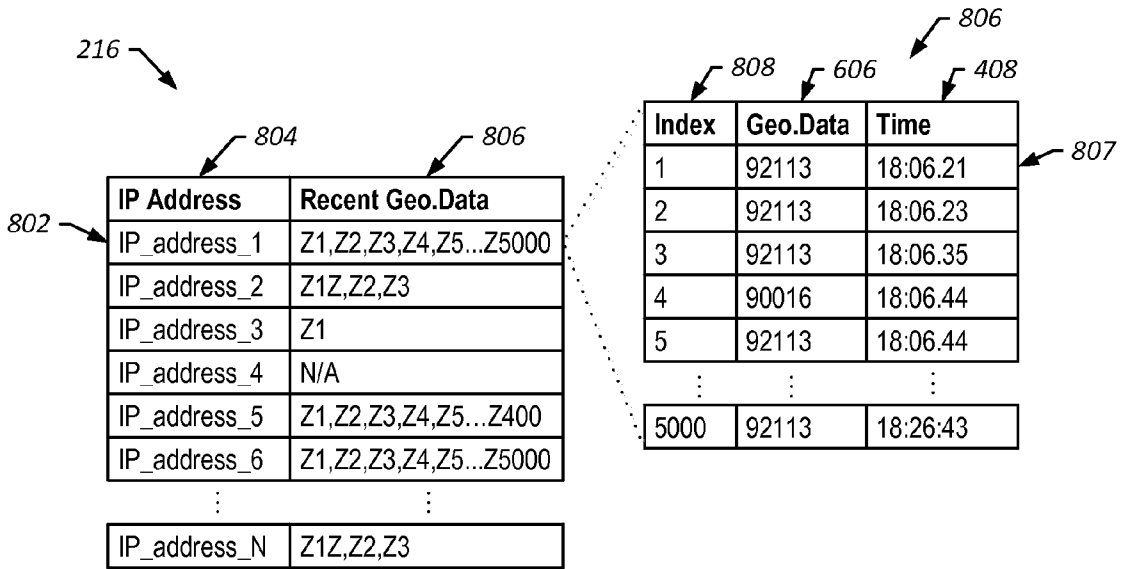 216
804
806
IP Address Recent Geo.Data
802
IP_address_1 Z1,Z2,Z3,Z4,Z5...Z5000
IP_address_2 Z1Z,Z2,Z3
IP_address_3 Z1
IP_address_4 N/A
IP_address_5 Z1,Z2,Z3,Z4,Z5...Z400
IP_address_6 Z1,Z2,Z3,Z4,Z5...Z5000
IP_address_N Z1Z,Z2,Z3
806
808 606 408
Index Geo.Data Time
1 92113 18:06.21
807
2 92113 18:06.23
3 92113 18:06.35
4 90016 18:06.44
5 92113 18:06.44
5000 92113 18:26:43